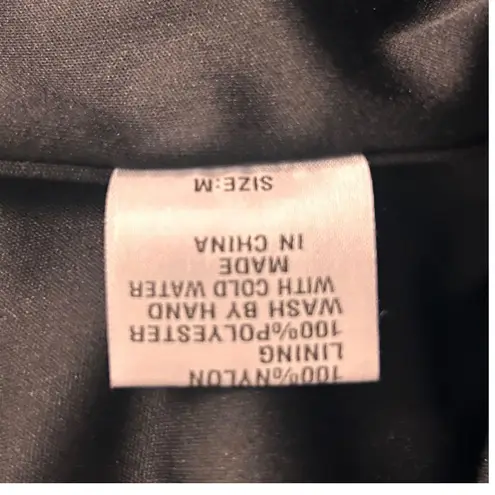 100%NYLON
LINING
100%POLYESTER
WASH BY HAND
WITH COLD WATER
MADE
IN CHINA
SIZE:M